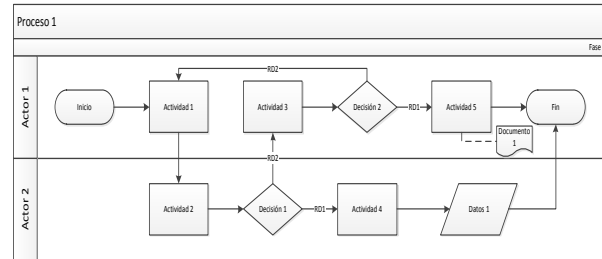 Proceso 1
Fase
Actor 1
RD2
Inicio
Actividad 1
Actividad 3
Decisión 2
RD1
Actividad 5
Fin
Documento
1
RD2
Actor 2
Actividad 2
Decisión 1
RD1
Actividad 4
Datos 1